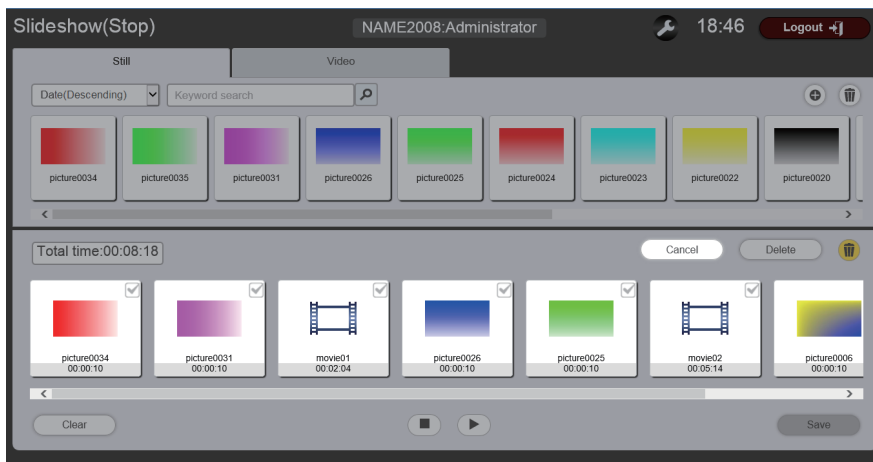 Slideshow(Stop)
NAME2008:Administrator
18:46
Logout
Still
Video
Date(Descending)
Keyword search
picture0034
picture0035
picture0031
picture0026
picture0025
picture0024
picture0023
picture0022
picture0020
Total time:00:08:18
Cancel
Delete
picture0034
00:00:10
picture0031
00:00:10
movie01
00:02:04
picture0026
00:00:10
picture0025
00:00:10
movie02
00:05:14
picture0006
00:00:10
Clear
Save